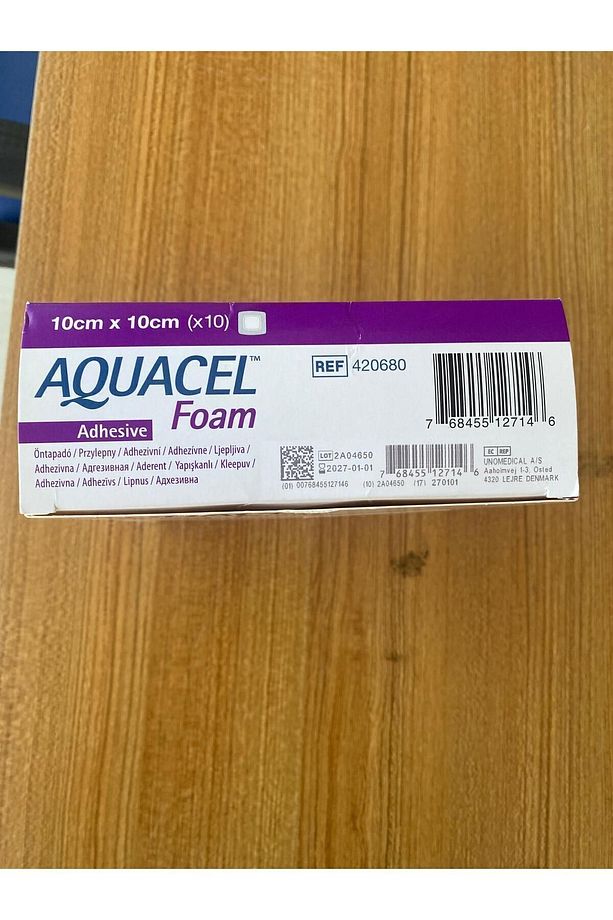 10cm x 10cm (x10)
AQUACEL™
Foam
Adhesive
Öntapadó / Przylepny / Adhezivní / Adhezívne / Ljepljiva /
Adhezivna / Адгезивная / Aderent / Yapışkanlı / Kleepuv /
Adhezivna / Adhezīvs / Lipnus / Адхезивна
REF 420680
7 68455 12714 6
LOT 2A04650
2027-01-01
7 68455 12714 6
(01) 00768455127146 (10) 2A04650 (17) 270101
EC REP
UNOMEDICAL A/S
Aaholmvej 1-3, Osted
4320 LEJRE DENMARK